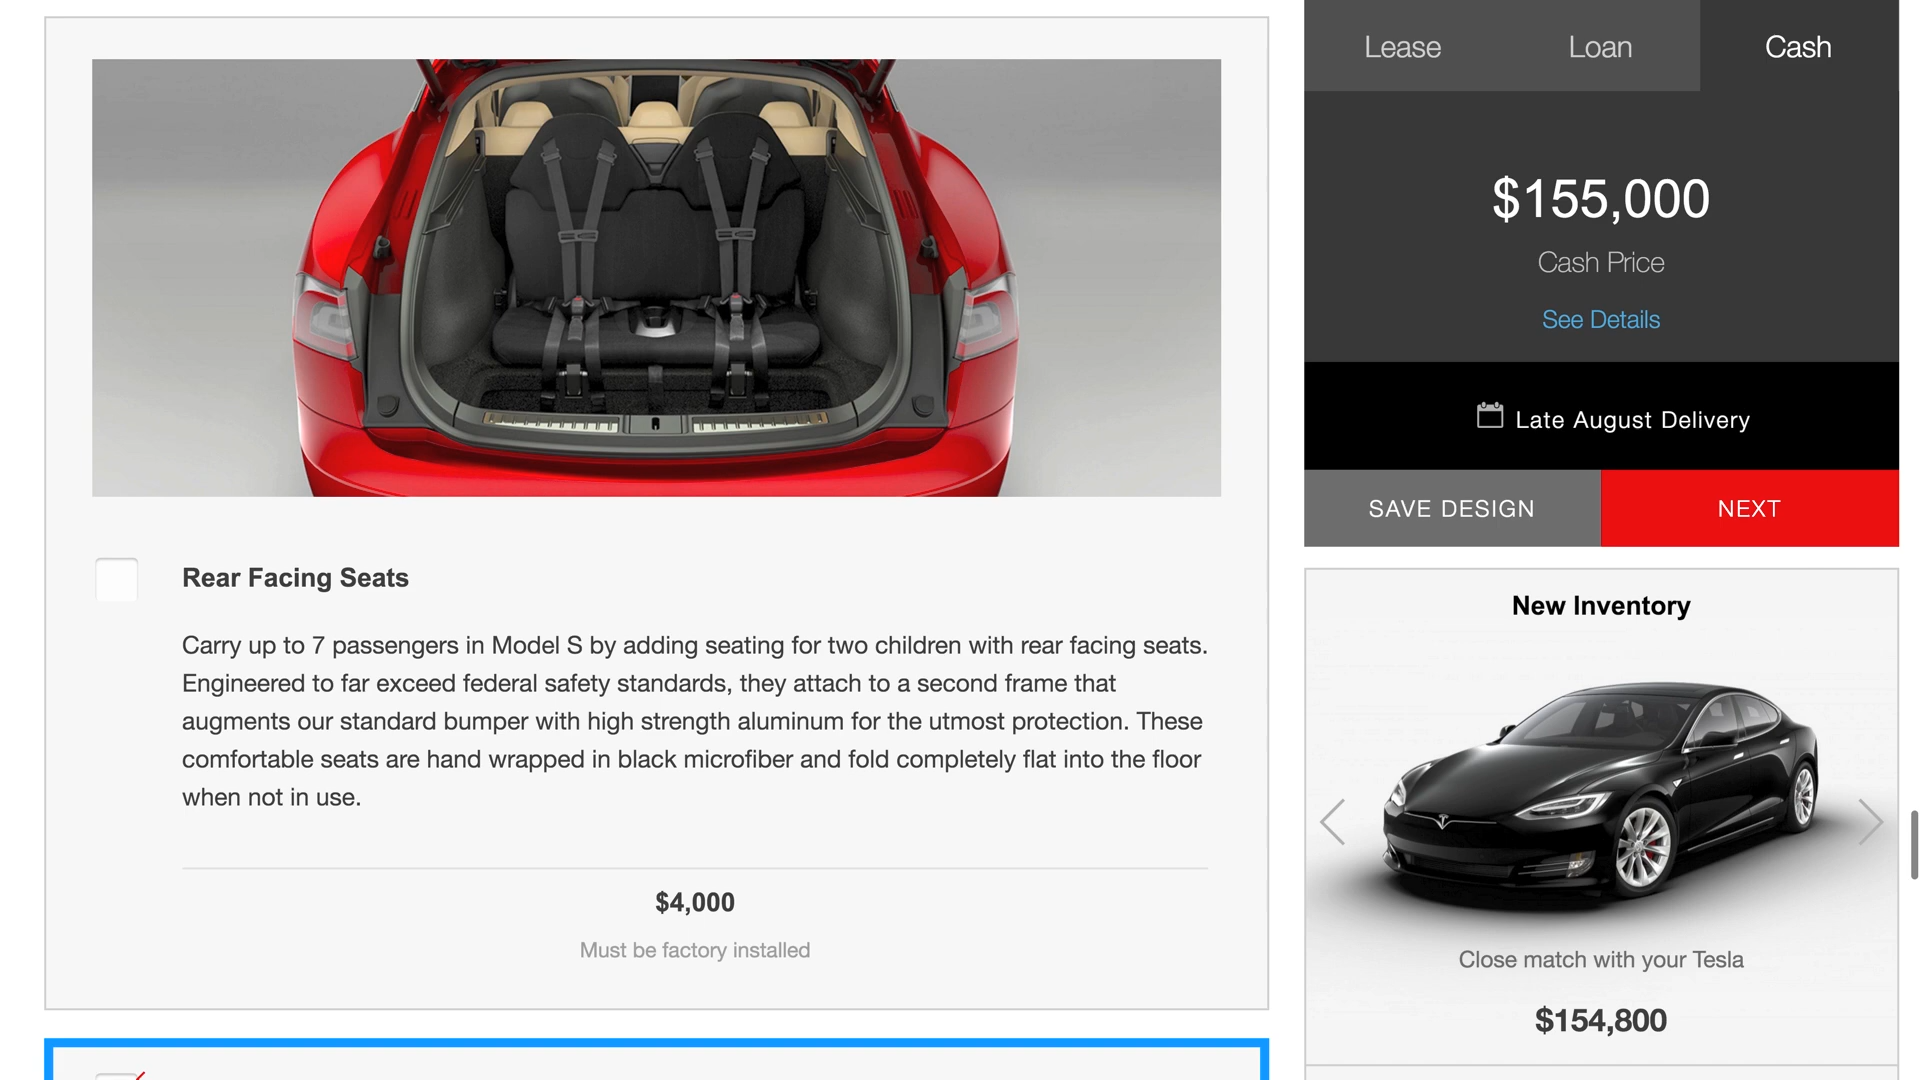 Lease
Loan
Cash
$155,000
Cash Price
See Details
Late August Delivery
SAVE DESIGN
NEXT
Rear Facing Seats
Carry up to 7 passengers in Model S by adding seating for two children with rear facing seats.
Engineered to far exceed federal safety standards, they attach to a second frame that
augments our standard bumper with high strength aluminum for the utmost protection. These
comfortable seats are hand wrapped in black microfiber and fold completely flat into the floor
when not in use.
$4,000
Must be factory installed
New Inventory
Close match with your Tesla
$154,800